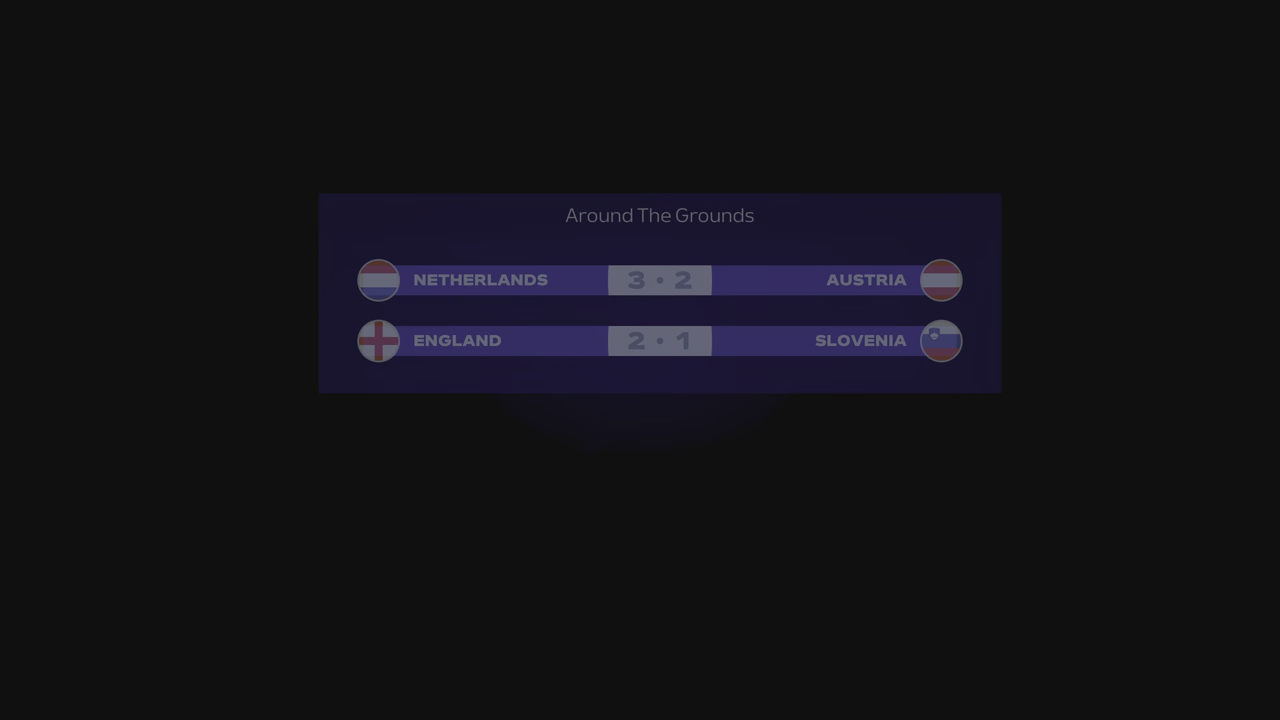 Around The Grounds
NETHERLANDS 3 • 2 AUSTRIA
ENGLAND 2 • 1 SLOVENIA